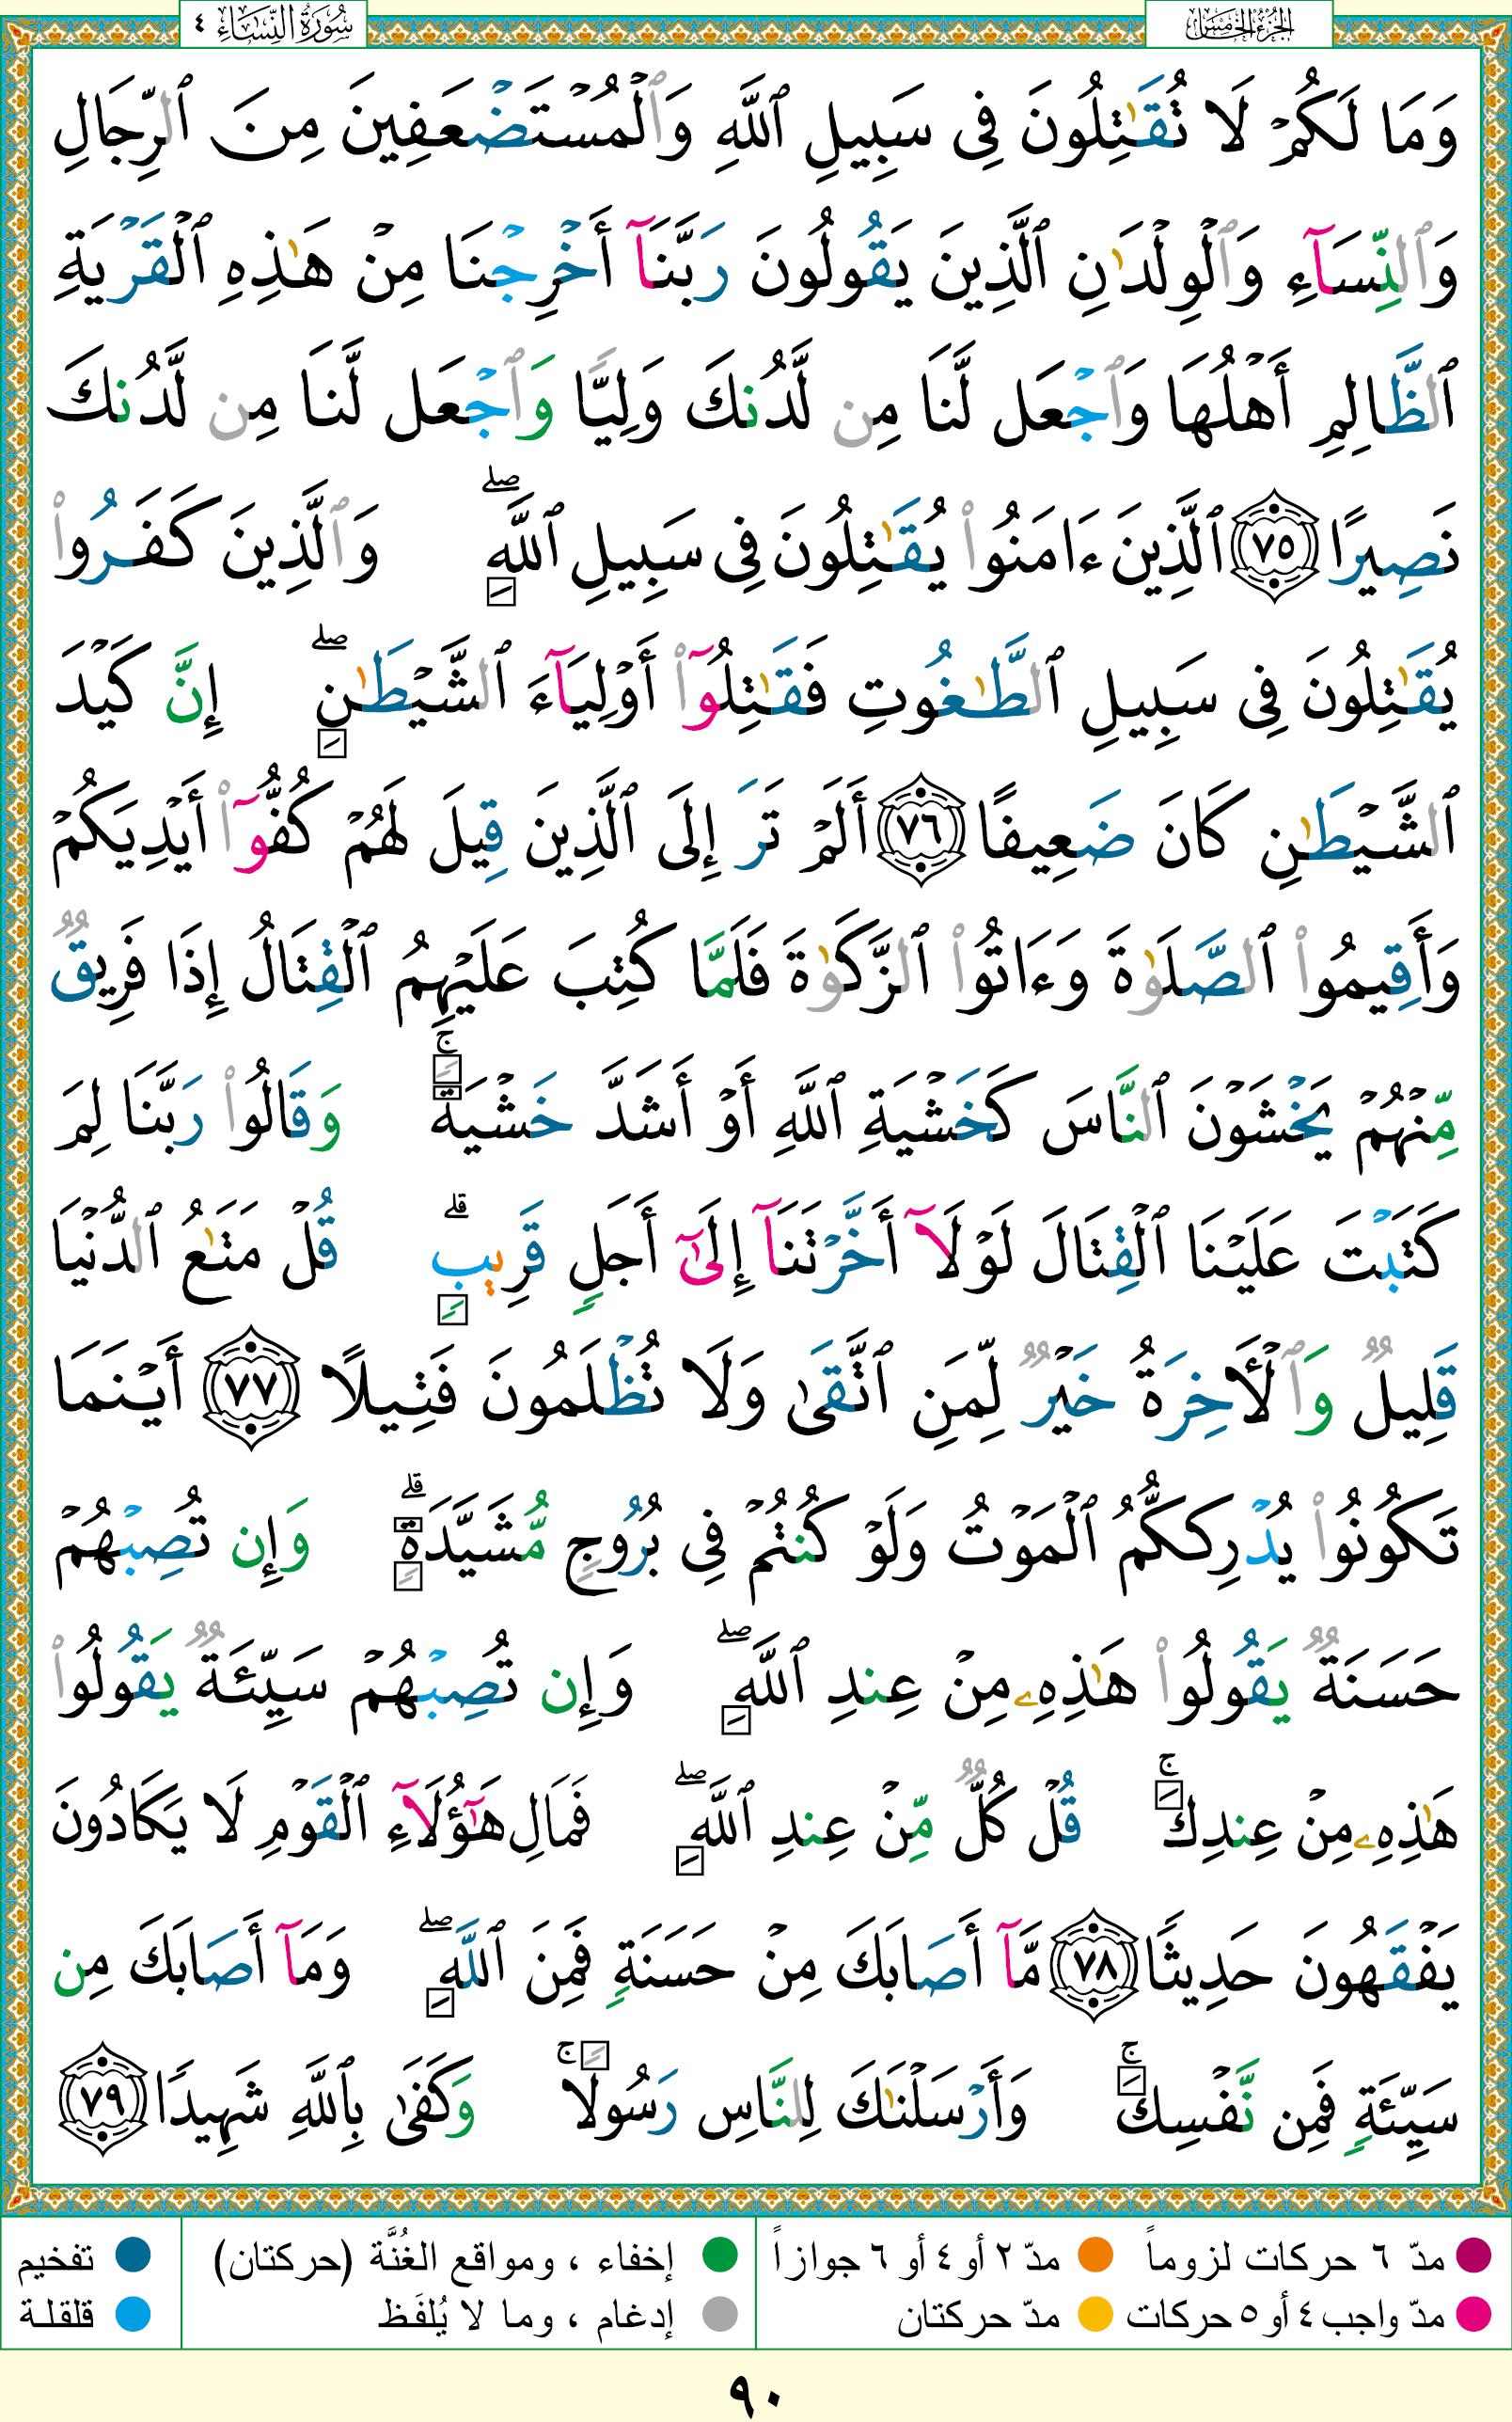 سُورَةُ النِّسَاءِ ٤
الجزء الخامس
وَمَا لَكُمۡ لَا تُقَٰتِلُونَ فِي سَبِيلِ ٱللَّهِ وَٱلۡمُسۡتَضۡعَفِينَ مِنَ ٱلرِّجَالِ
وَٱلنِّسَآءِ وَٱلۡوِلۡدَٰنِ ٱلَّذِينَ يَقُولُونَ رَبَّنَآ أَخۡرِجۡنَا مِنۡ هَٰذِهِ ٱلۡقَرۡيَةِ
ٱلظَّالِمِ أَهۡلُهَا وَٱجۡعَل لَّنَا مِن لَّدُنكَ وَلِيّٗا وَٱجۡعَل لَّنَا مِن لَّدُنكَ
نَصِيرًا ٧٥ ٱلَّذِينَ ءَامَنُواْ يُقَٰتِلُونَ فِي سَبِيلِ ٱللَّهِۖ وَٱلَّذِينَ كَفَرُواْ
يُقَٰتِلُونَ فِي سَبِيلِ ٱلطَّٰغُوتِ فَقَٰتِلُوٓاْ أَوۡلِيَآءَ ٱلشَّيۡطَٰنِۖ إِنَّ كَيۡدَ
ٱلشَّيۡطَٰنِ كَانَ ضَعِيفًا ٧٦ أَلَمۡ تَرَ إِلَى ٱلَّذِينَ قِيلَ لَهُمۡ كُفُّوٓاْ أَيۡدِيَكُمۡ
وَأَقِيمُواْ ٱلصَّلَوٰةَ وَءَاتُواْ ٱلزَّكَوٰةَ فَلَمَّا كُتِبَ عَلَيۡهِمُ ٱلۡقِتَالُ إِذَا فَرِيقٞ
مِّنۡهُمۡ يَخۡشَوۡنَ ٱلنَّاسَ كَخَشۡيَةِ ٱللَّهِ أَوۡ أَشَدَّ خَشۡيَةٗۚ وَقَالُواْ رَبَّنَا لِمَ
كَتَبۡتَ عَلَيۡنَا ٱلۡقِتَالَ لَوۡلَآ أَخَّرۡتَنَآ إِلَىٰٓ أَجَلٖ قَرِيبٖۗ قُلۡ مَتَٰعُ ٱلدُّنۡيَا
قَلِيلٞ وَٱلۡأٓخِرَةُ خَيۡرٞ لِّمَنِ ٱتَّقَىٰ وَلَا تُظۡلَمُونَ فَتِيلًا ٧٧ أَيۡنَمَا
تَكُونُواْ يُدۡرِككُّمُ ٱلۡمَوۡتُ وَلَوۡ كُنتُمۡ فِي بُرُوجٖ مُّشَيَّدَةٖۗ وَإِن تُصِبۡهُمۡ
حَسَنَةٞ يَقُولُواْ هَٰذِهِۦ مِنۡ عِندِ ٱللَّهِۖ وَإِن تُصِبۡهُمۡ سَيِّئَةٞ يَقُولُواْ
هَٰذِهِۦ مِنۡ عِندِكَۚ قُلۡ كُلّٞ مِّنۡ عِندِ ٱللَّهِۖ فَمَالِ هَٰٓؤُلَآءِ ٱلۡقَوۡمِ لَا يَكَادُونَ
يَفۡقَهُونَ حَدِيثٗا ٧٨ مَّآ أَصَابَكَ مِنۡ حَسَنَةٖ فَمِنَ ٱللَّهِۖ وَمَآ أَصَابَكَ مِن
سَيِّئَةٖ فَمِن نَّفۡسِكَۚ وَأَرۡسَلۡنَٰكَ لِلنَّاسِ رَسُولٗاۚ وَكَفَىٰ بِٱللَّهِ شَهِيدٗا ٧٩
مدّ ٦ حركات لزوماً مدّ ٢ أو ٤ أو ٦ جوازاً إخفاء ، ومواقع الغُنَّة (حركتان) تفخيم
مدّ واجب ٤ أو ٥ حركات مدّ حركتان إدغام ، وما لا يُلفَظ قلقلة
٩٠